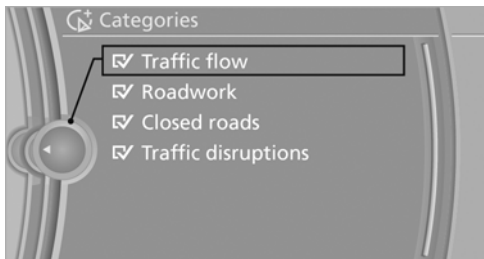 Categories
Traffic flow
Roadwork
Closed roads
Traffic disruptions